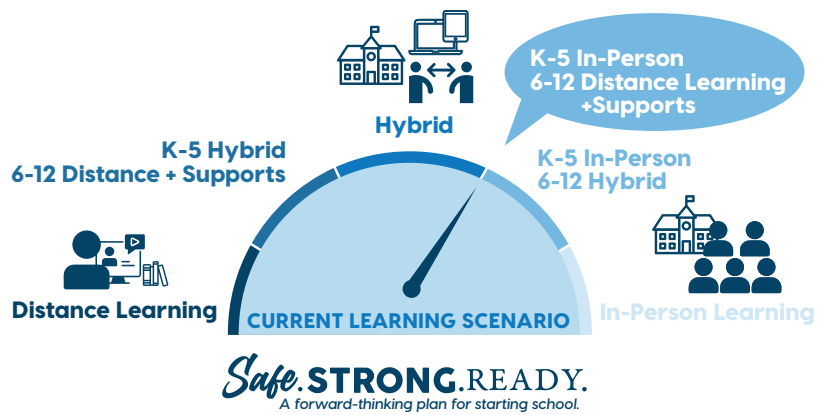 K-5 In-Person
6-12 Distance Learning
+Supports
Hybrid
K-5 Hybrid
6-12 Distance + Supports
K-5 In-Person
6-12 Hybrid
Distance Learning
In-Person Learning
CURRENT LEARNING SCENARIO
Safe.STRONG.READY.
A forward-thinking plan for starting school.